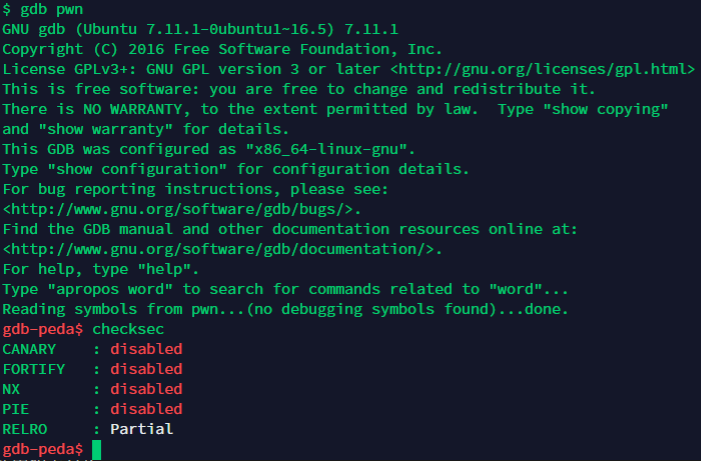 $ gdb pwn
GNU gdb (Ubuntu 7.11.1-0ubuntu1~16.5) 7.11.1
Copyright (C) 2016 Free Software Foundation, Inc.
License GPLv3+: GNU GPL version 3 or later <http://gnu.org/licenses/gpl.html>
This is free software: you are free to change and redistribute it.
There is NO WARRANTY, to the extent permitted by law.  Type "show copying"
and "show warranty" for details.
This GDB was configured as "x86_64-linux-gnu".
Type "show configuration" for configuration details.
For bug reporting instructions, please see:
<http://www.gnu.org/software/gdb/bugs/>.
Find the GDB manual and other documentation resources online at:
<http://www.gnu.org/software/gdb/documentation/>.
For help, type "help".
Type "apropos word" to search for commands related to "word"...
Reading symbols from pwn...(no debugging symbols found)...done.
gdb-peda$ checksec
CANARY    : disabled
FORTIFY   : disabled
NX        : disabled
PIE       : disabled
RELRO     : Partial
gdb-peda$